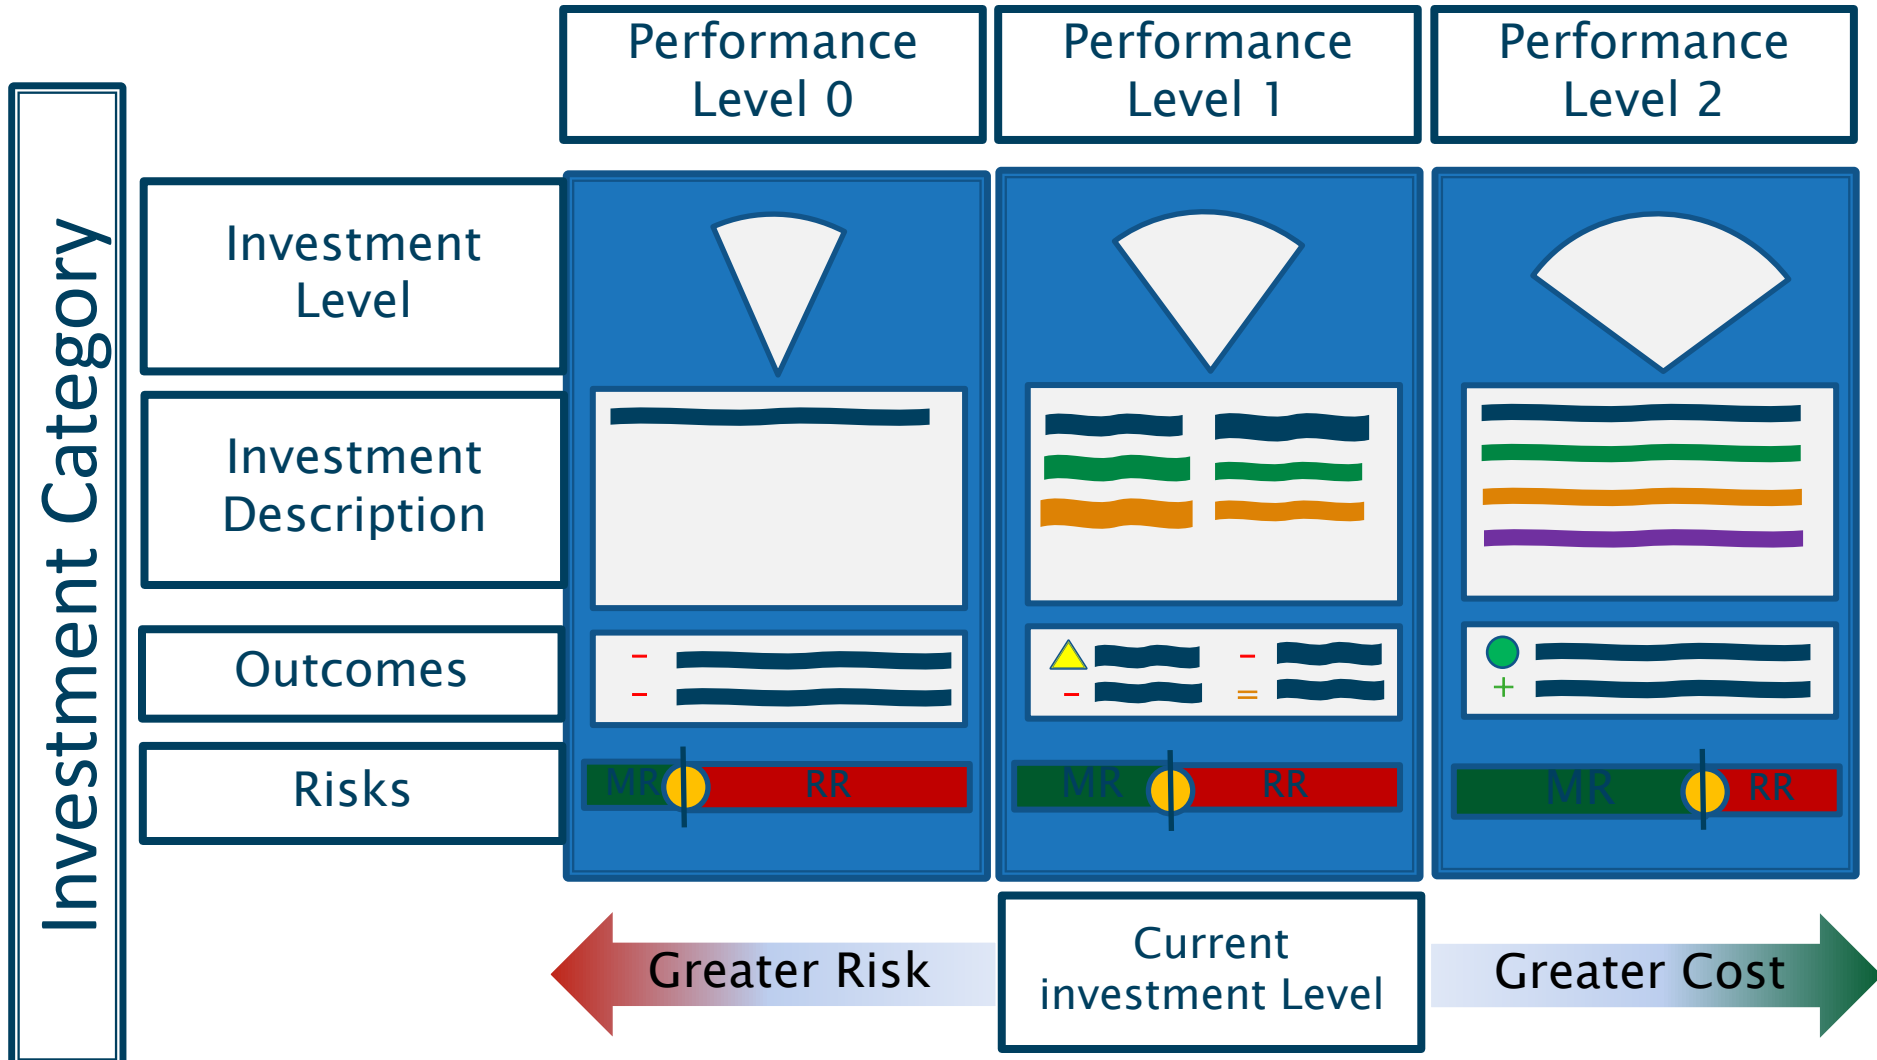 Performance
Level 0
Performance
Level 1
Performance
Level 2
Investment Category
Investment
Level
Investment
Description
Outcomes
−
−
−
−
=
+
Risks
MR
RR
MR
RR
MR
RR
Greater Risk
Current
investment Level
Greater Cost